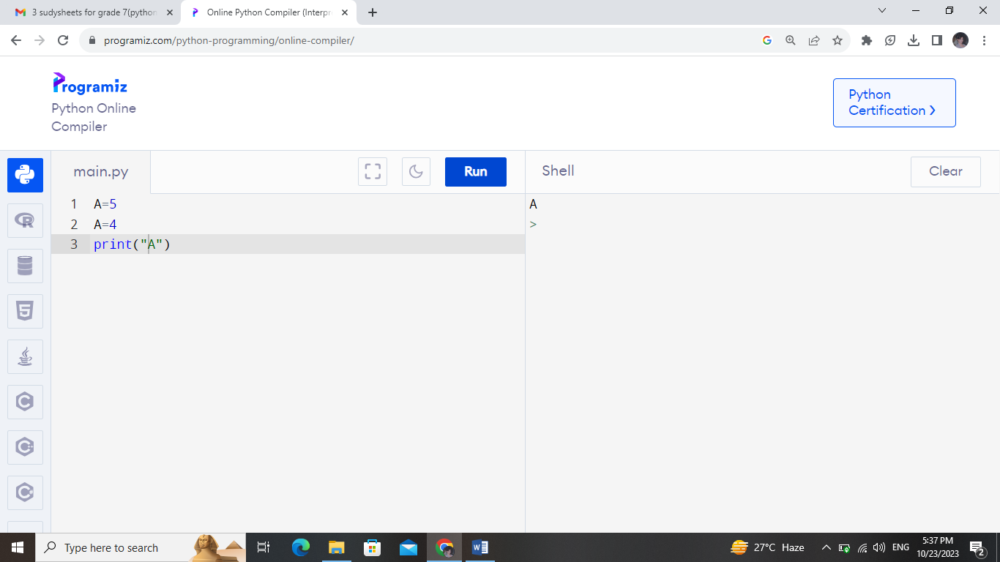 3 sudysheets for grade 7(python
Online Python Compiler (Interpr
programiz.com/python-programming/online-compiler/
Programiz
Python Online
Compiler
Python
Certification >
main.py
Run
Shell
Clear
1 A=5
2 A=4
3 print("A")
A
>
Type here to search
27°C Haze
ENG
5:37 PM
10/23/2023
2